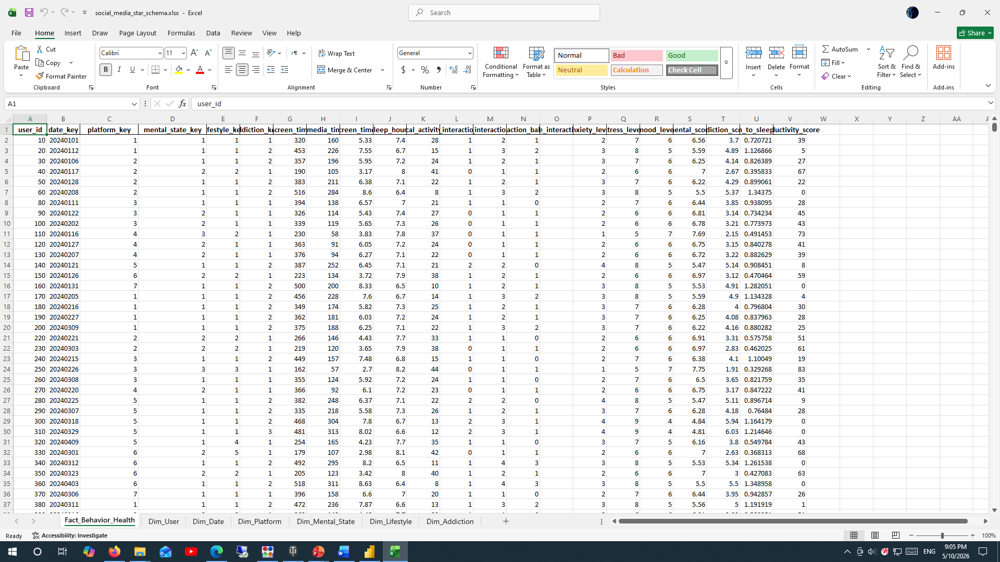 social_media_star_schema.xlsx - Excel
Search
File Home Insert Draw Page Layout Formulas Data Review View Help
Share
Paste
Cut
Copy
Format Painter
Clipboard
Calibri 11
B I U
Font
Wrap Text
Merge & Center
Alignment
General
$ % 9
Number
Conditional Formatting
Format as Table
Normal Bad Good
Neutral Calculation Check Cell
Styles
Insert Delete Format
Cells
AutoSum
Fill
Clear
Sort & Filter
Find & Select
Editing
Add-ins
Add-ins
A1 fx user_id
A B C D E F G H I J K L M N O P Q R S T U V W X Y Z AA
1 user_id date_key platform_key mental_state_key festyle_ke ldiction_ke creen_tim media_tim creen_time leep_hour cal_activity _interactio interactio action_bal e_interacti nxiety_leve tress_leve nood_leve ental_sco diction_sco n_to_sleep luctivity_score
2 10 20240101 1 1 1 1 320 160 5.33 7.4 28 1 2 1 2 7 6 6.56 3.7 0.720721 39
3 20 20240112 1 1 1 2 453 226 7.55 6.7 15 1 3 2 3 8 5 5.59 4.89 1.126866 5
4 30 20240106 2 1 1 2 357 196 5.95 7.2 24 1 2 1 3 7 6 6.25 4.14 0.826389 27
5 40 20240117 2 2 2 1 190 105 3.17 8 41 0 1 1 2 6 6 7 2.67 0.395833 67
6 50 20240128 2 1 1 2 383 211 6.38 7.1 22 1 2 1 3 7 6 6.22 4.29 0.899061 22
7 60 20240208 2 1 1 2 516 284 8.6 6.4 8 1 3 2 3 8 5 5.5 5.37 1.34375 0
8 80 20240111 3 1 1 2 394 138 6.57 7 21 1 1 0 2 7 6 6.44 3.85 0.938095 28
9 90 20240122 3 2 1 1 326 114 5.43 7.4 27 0 1 1 2 6 6 6.81 3.14 0.734234 45
10 100 20240202 3 2 1 1 339 119 5.65 7.3 26 0 1 1 2 6 6 6.78 3.21 0.773973 43
11 110 20240116 4 3 2 1 230 58 3.83 7.8 37 0 1 1 1 5 7 7.69 2.15 0.491453 73
12 120 20240127 4 2 1 1 363 91 6.05 7.2 24 0 1 1 2 6 6 6.75 3.15 0.840278 41
13 130 20240207 4 2 1 1 376 94 6.27 7.1 22 0 1 1 2 6 6 6.72 3.22 0.882629 39
14 140 20240121 5 1 1 2 387 252 6.45 7.1 21 2 2 0 4 8 5 5.47 5.14 0.908451 8
15 150 20240126 6 2 2 1 223 134 3.72 7.9 38 1 2 1 2 6 6 6.97 3.12 0.470464 59
16 160 20240131 7 1 1 2 500 200 8.33 6.5 10 1 2 1 3 8 5 5.53 4.91 1.282051 0
17 170 20240205 1 1 1 2 456 228 7.6 6.7 14 1 3 2 3 8 5 5.59 4.9 1.134328 4
18 180 20240216 1 1 1 2 349 174 5.82 7.3 25 1 2 1 3 7 6 6.28 4 0.796804 30
19 190 20240227 1 1 1 2 362 181 6.03 7.2 24 1 2 1 3 7 6 6.25 4.08 0.837963 28
20 200 20240309 1 1 1 2 375 188 6.25 7.1 22 1 3 2 3 7 6 6.22 4.16 0.880282 25
21 220 20240221 2 2 2 1 266 146 4.43 7.7 33 1 1 0 2 6 6 6.91 3.31 0.575758 51
22 230 20240303 2 2 2 1 219 120 3.65 7.9 38 0 1 1 2 6 6 6.97 2.83 0.462025 61
23 240 20240215 3 1 1 2 449 157 7.48 6.8 15 1 1 0 2 7 6 6.38 4.1 1.10049 19
24 250 20240226 3 3 3 1 162 57 2.7 8.2 44 0 1 1 1 5 7 7.75 1.91 0.329268 83
25 260 20240308 3 1 1 1 355 124 5.92 7.2 24 1 1 0 2 7 6 6.5 3.65 0.821759 35
26 270 20240220 4 2 1 1 366 92 6.1 7.2 23 0 1 1 2 6 6 6.75 3.17 0.847222 41
27 280 20240225 5 1 1 2 382 248 6.37 7.1 22 2 2 0 4 8 5 5.47 5.11 0.896714 9
28 290 20240307 5 1 1 2 335 218 5.58 7.3 26 1 2 1 3 7 6 6.28 4.18 0.76484 28
29 300 20240318 5 1 1 2 468 304 7.8 6.7 13 2 3 1 4 9 4 4.84 5.94 1.164179 0
30 310 20240329 5 1 1 3 481 313 8.02 6.6 12 2 3 1 4 9 4 4.81 6.03 1.214646 0
31 320 20240409 5 1 4 1 254 165 4.23 7.7 35 1 1 0 3 7 5 6.16 3.8 0.549784 43
32 330 20240301 6 2 5 1 179 107 2.98 8.1 42 0 1 1 2 6 6 7 2.63 0.368313 68
33 340 20240312 6 1 1 2 492 295 8.2 6.5 11 1 4 3 3 8 5 5.53 5.34 1.261538 0
34 350 20240323 6 2 2 1 205 123 3.42 8 40 1 2 1 2 6 6 7 3 0.427083 63
35 360 20240403 6 1 1 2 518 311 8.63 6.4 8 1 4 3 3 8 5 5.5 5.5 1.348958 0
36 370 20240306 7 1 1 1 396 158 6.6 7 20 1 1 0 2 7 6 6.44 3.95 0.942857 26
37 380 20240311 1 1 1 2 472 236 7.87 6.6 13 1 3 2 3 8 5 5.56 5 1.191919 1
Fact_Behavior_Health Dim_User Dim_Date Dim_Platform Dim_Mental_State Dim_Lifestyle Dim_Addiction
Ready Accessibility: Investigate 100%
ENG 9:05 PM
5/10/2026